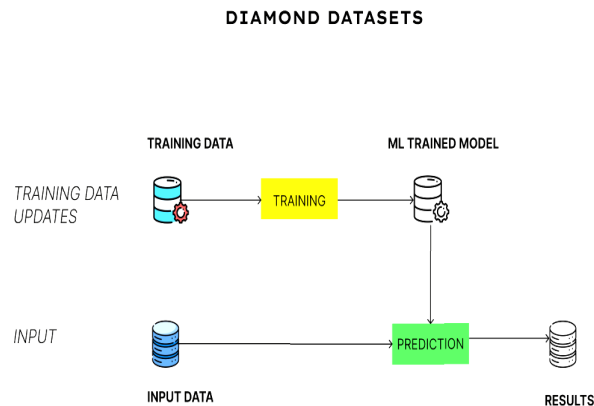 DIAMOND DATASETS
TRAINING DATA
ML TRAINED MODEL
TRAINING DATA
UPDATES
TRAINING
INPUT
PREDICTION
INPUT DATA
RESULTS